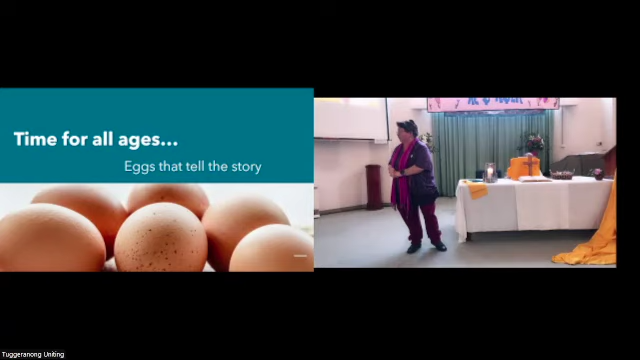 Time for all ages...
Eggs that tell the story
Tuggeranong Uniting